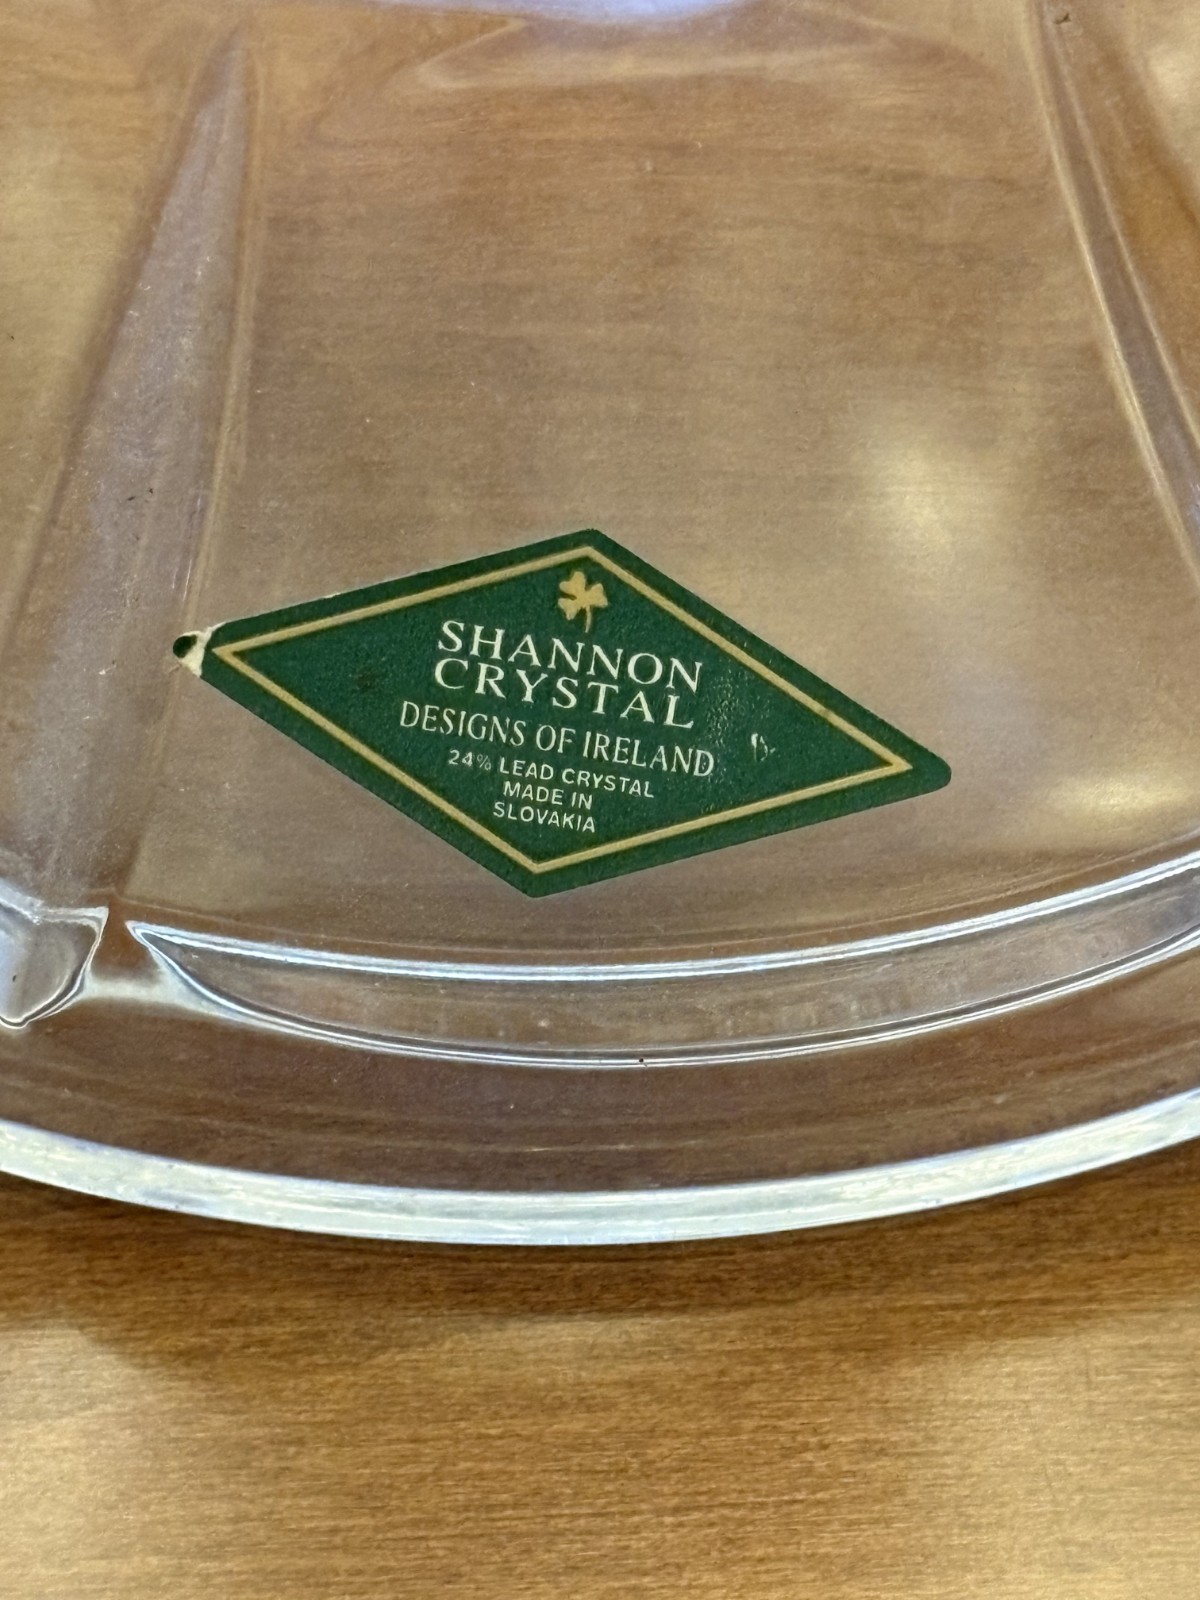 SHANNON
CRYSTAL
DESIGNS OF IRELAND
24% LEAD CRYSTAL
MADE IN
SLOVAKIA